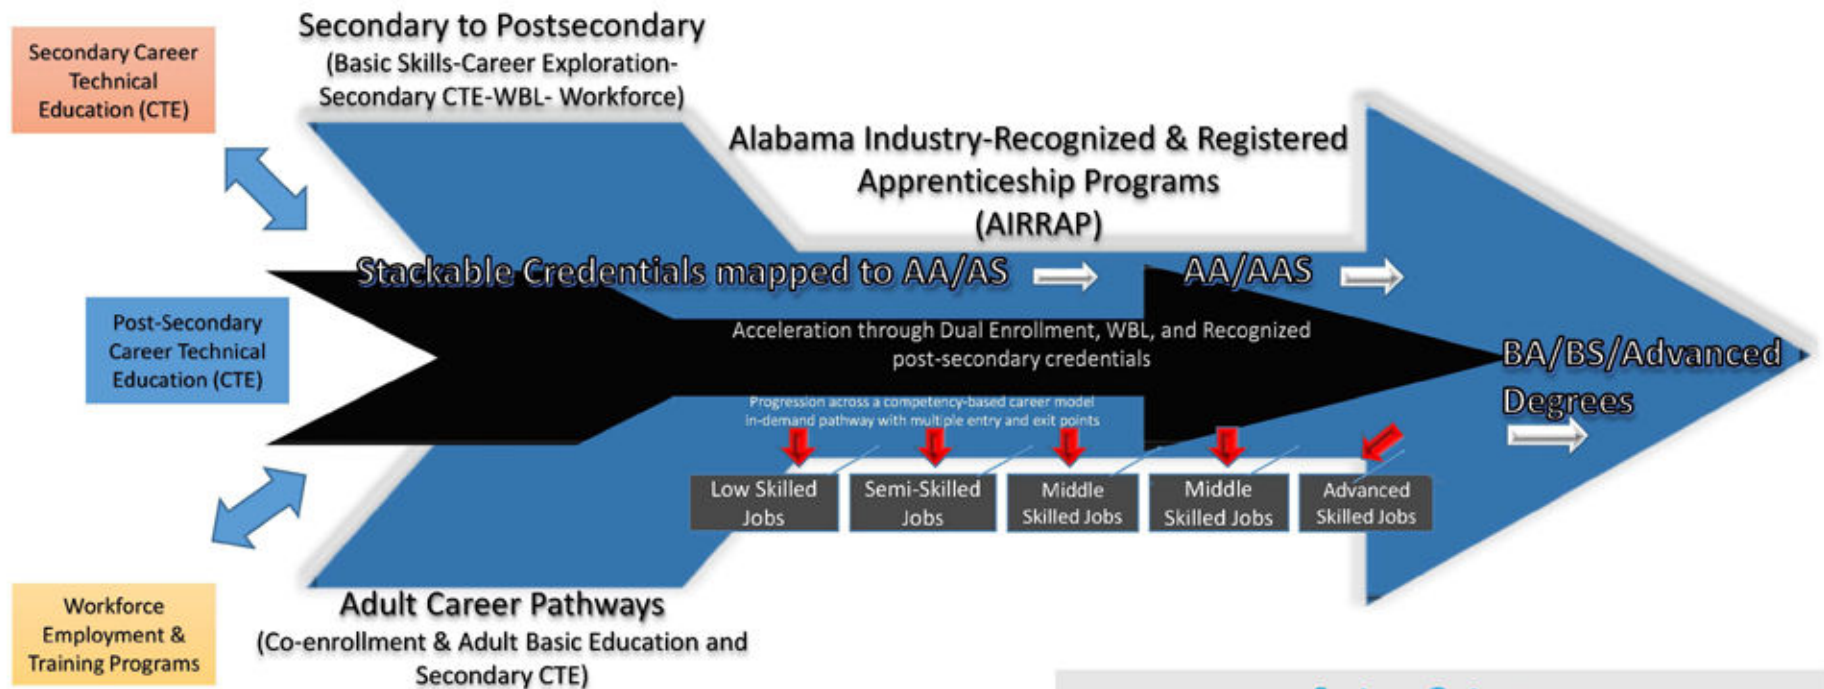 Secondary Career
Technical
Education (CTE)
Secondary to Postsecondary
(Basic Skills-Career Exploration-
Secondary CTE-WBL- Workforce)
Alabama Industry-Recognized & Registered
Apprenticeship Programs
(AIRRAP)
Stackable Credentials mapped to AA/AS
AA/AAS
Post-Secondary
Career Technical
Education (CTE)
Acceleration through Dual Enrollment, WBL, and Recognized
post-secondary credentials
BA/BS/Advanced
Degrees
Progression across a competency-based career model
in-demand pathway with multiple entry and exit points
Low Skilled
Jobs
Semi-Skilled
Jobs
Middle
Skilled Jobs
Middle
Skilled Jobs
Advanced
Skilled Jobs
Workforce
Employment &
Training Programs
Adult Career Pathways
(Co-enrollment & Adult Basic Education and
Secondary CTE)